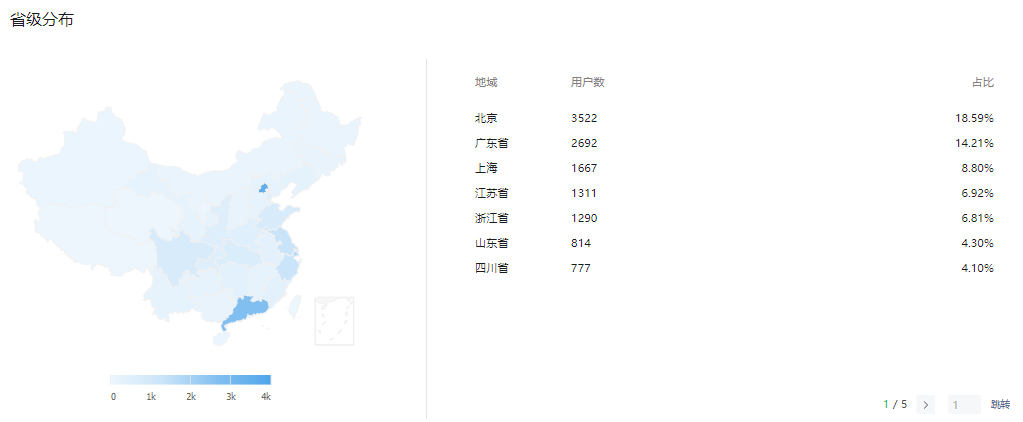 省级分布
地域 用户数 占比
北京 3522 18.59%
广东省 2692 14.21%
上海 1667 8.80%
江苏省 1311 6.92%
浙江省 1290 6.81%
山东省 814 4.30%
四川省 777 4.10%
0 1k 2k 3k 4k
1 / 5 > 1 跳转